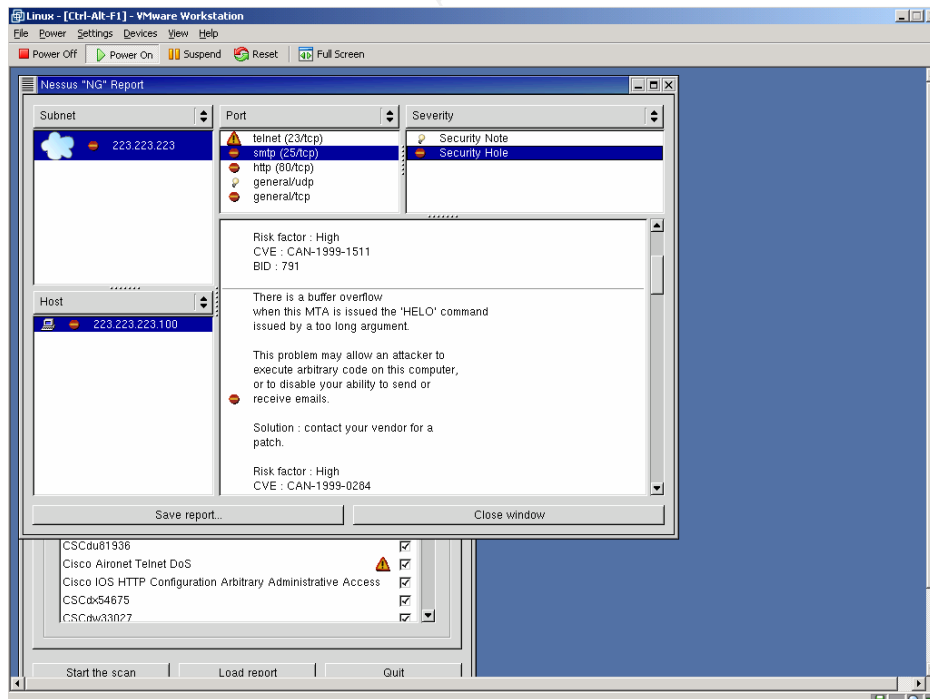 Linux - [Ctrl-Alt-F1] - VMware Workstation
File Power Settings Devices View Help
Power Off Power On Suspend Reset Full Screen
Nessus "NG" Report
Subnet
223.223.223
Port
telnet (23/tcp)
smtp (25/tcp)
http (80/tcp)
general/udp
general/tcp
Severity
Security Note
Security Hole
Host
223.223.223.100
Risk factor : High
CVE : CAN-1999-1511
BID : 791
There is a buffer overflow
when this MTA is issued the 'HELO' command
issued by a too long argument.
This problem may allow an attacker to
execute arbitrary code on this computer,
or to disable your ability to send or
receive emails.
Solution : contact your vendor for a
patch.
Risk factor : High
CVE : CAN-1999-0284
Save report...
Close window
CSCdu81936
Cisco Aironet Telnet DoS
Cisco IOS HTTP Configuration Arbitrary Administrative Access
CSCdx54675
CSCdw33027
Start the scan
Load report
Quit